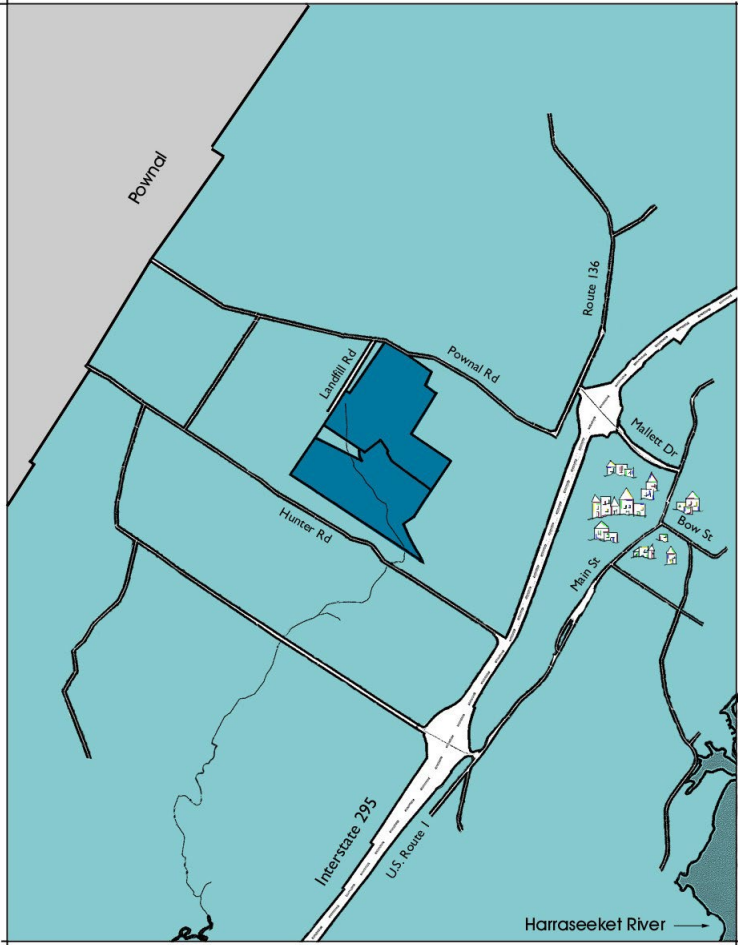 Pownal
Route 136
Landfill Rd
Pownal Rd
Mallett Dr
Hunter Rd
Bow St
Main St
Interstate 295
U.S. Route 1
Harraseeket River